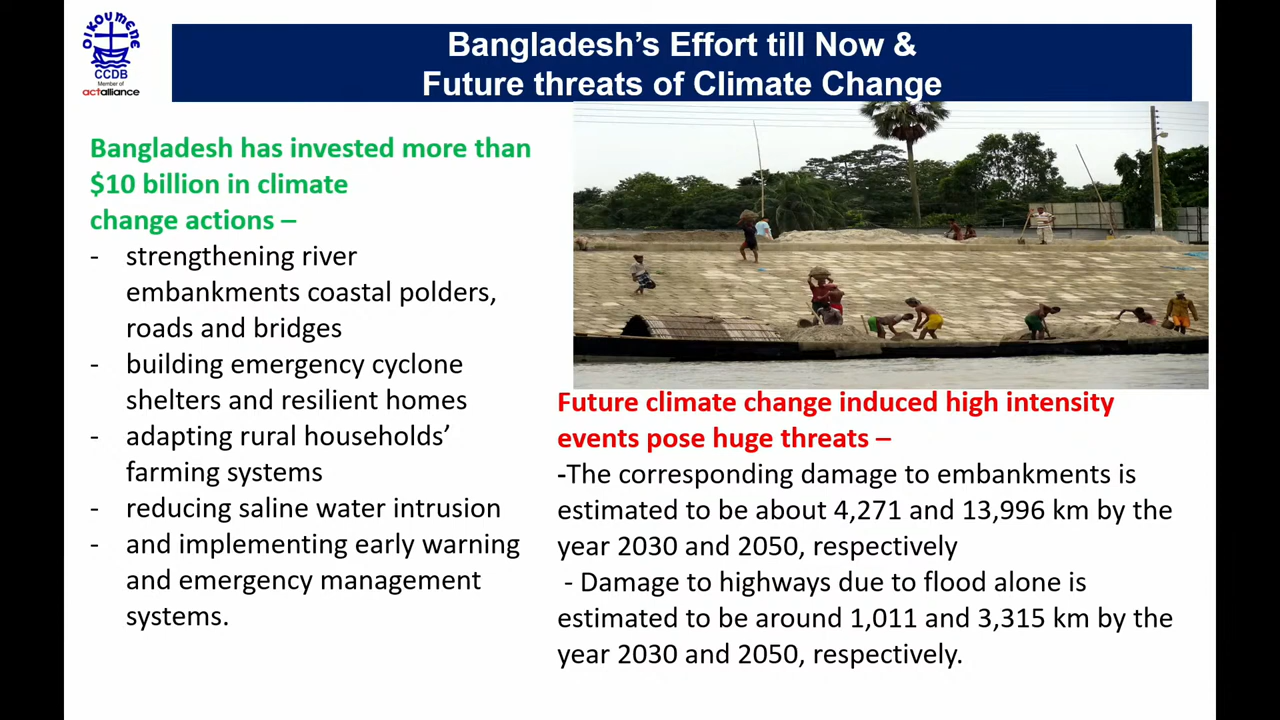 OIKOUMENE
CCDB
Member of
actalliance
Bangladesh’s Effort till Now &
Future threats of Climate Change
Bangladesh has invested more than
$10 billion in climate
change actions –
- strengthening river
embankments coastal polders,
roads and bridges
- building emergency cyclone
shelters and resilient homes
- adapting rural households’
farming systems
- reducing saline water intrusion
- and implementing early warning
and emergency management
systems.
Future climate change induced high intensity
events pose huge threats –
-The corresponding damage to embankments is
estimated to be about 4,271 and 13,996 km by the
year 2030 and 2050, respectively
- Damage to highways due to flood alone is
estimated to be around 1,011 and 3,315 km by the
year 2030 and 2050, respectively.